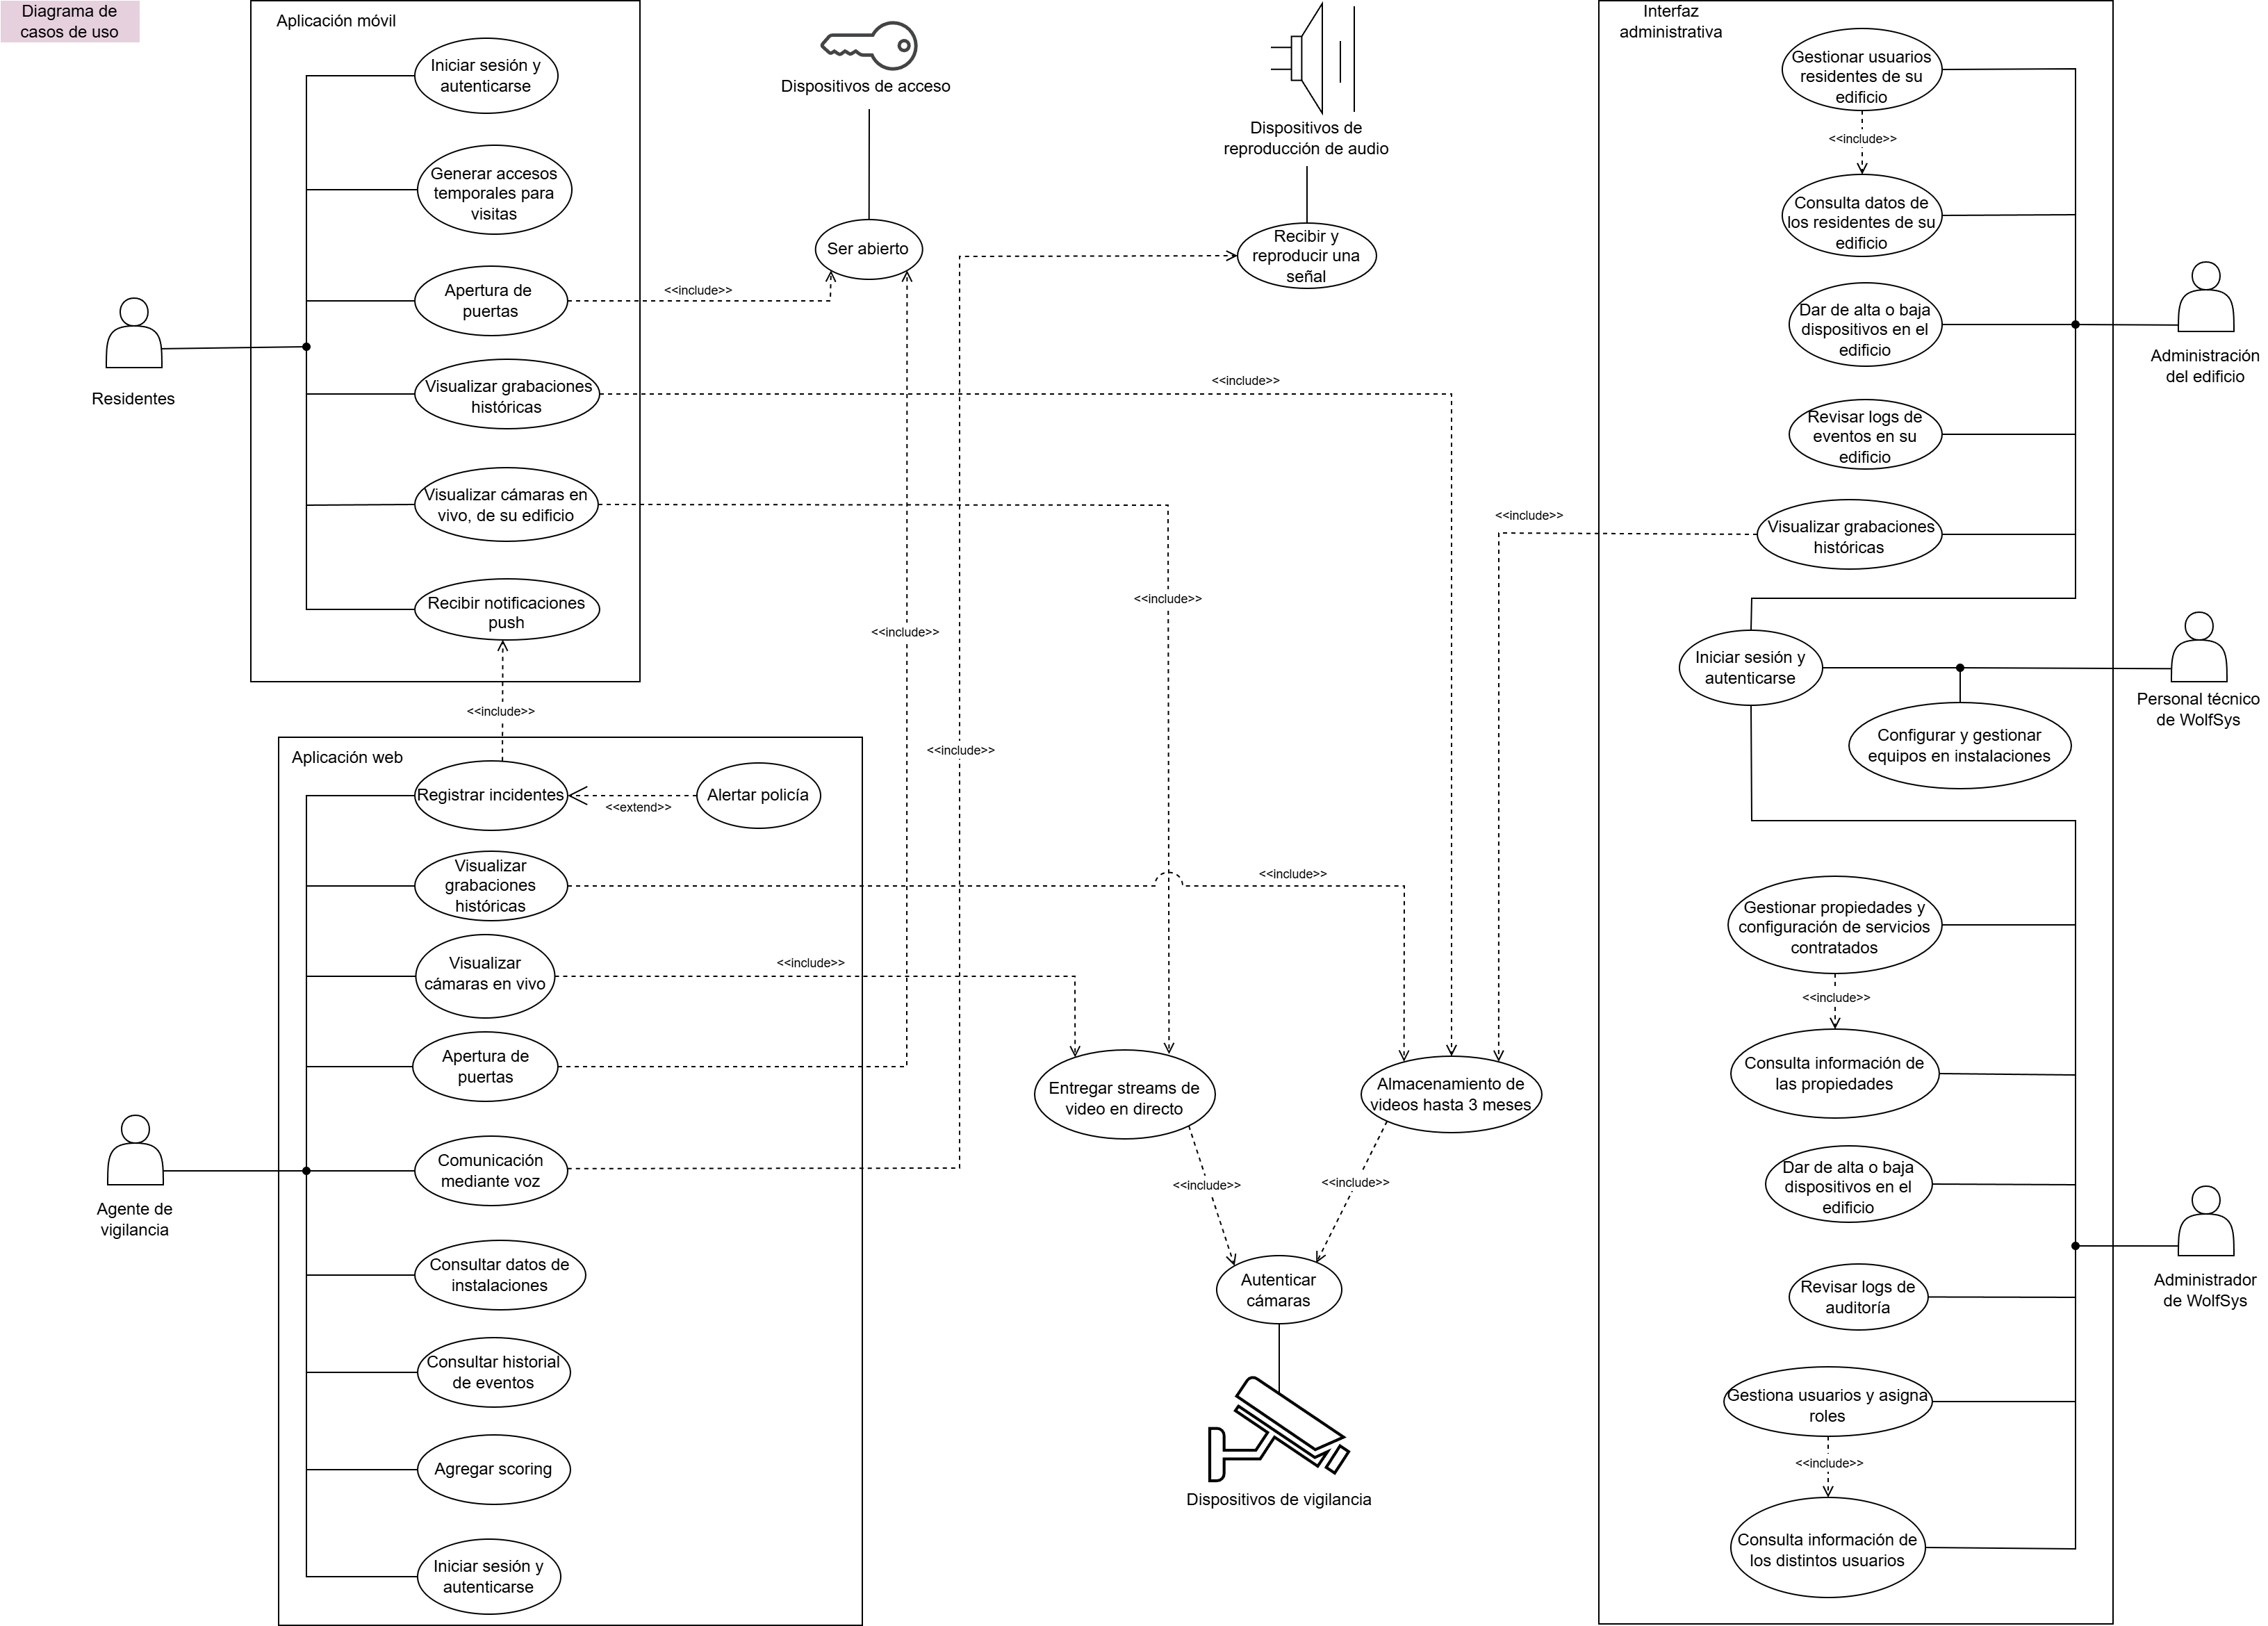 Diagrama de
casos de uso
Aplicación móvil
Iniciar sesión y
autenticarse
Generar accesos
temporales para
visitas
Apertura de
puertas
<<include>>
Visualizar grabaciones
históricas
<<include>>
Visualizar cámaras en
vivo, de su edificio
<<include>>
Recibir notificaciones
push
<<include>>
Residentes
Dispositivos de acceso
Ser abierto
<<include>>
<<include>>
Dispositivos de
reproducción de audio
Recibir y
reproducir una
señal
Aplicación web
Registrar incidentes
<<extend>>
Alertar policía
Visualizar
grabaciones
históricas
<<include>>
Visualizar
cámaras en vivo
<<include>>
Apertura de
puertas
Comunicación
mediante voz
Consultar datos de
instalaciones
Consultar historial
de eventos
Agregar scoring
Iniciar sesión y
autenticarse
Agente de
vigilancia
Entregar streams de
video en directo
Almacenamiento de
videos hasta 3 meses
<<include>>
<<include>>
Autenticar
cámaras
Dispositivos de vigilancia
Interfaz
administrativa
Gestionar usuarios
residentes de su
edificio
<<include>>
Consulta datos de
los residentes de su
edificio
Dar de alta o baja
dispositivos en el
edificio
Revisar logs de
eventos en su
edificio
<<include>>
Visualizar grabaciones
históricas
Administración
del edificio
Iniciar sesión y
autenticarse
Configurar y gestionar
equipos en instalaciones
Personal técnico
de WolfSys
Gestionar propiedades y
configuración de servicios
contratados
<<include>>
Consulta información de
las propiedades
Dar de alta o baja
dispositivos en el
edificio
Revisar logs de
auditoría
Gestiona usuarios y asigna
roles
<<include>>
Consulta información de
los distintos usuarios
Administrador
de WolfSys